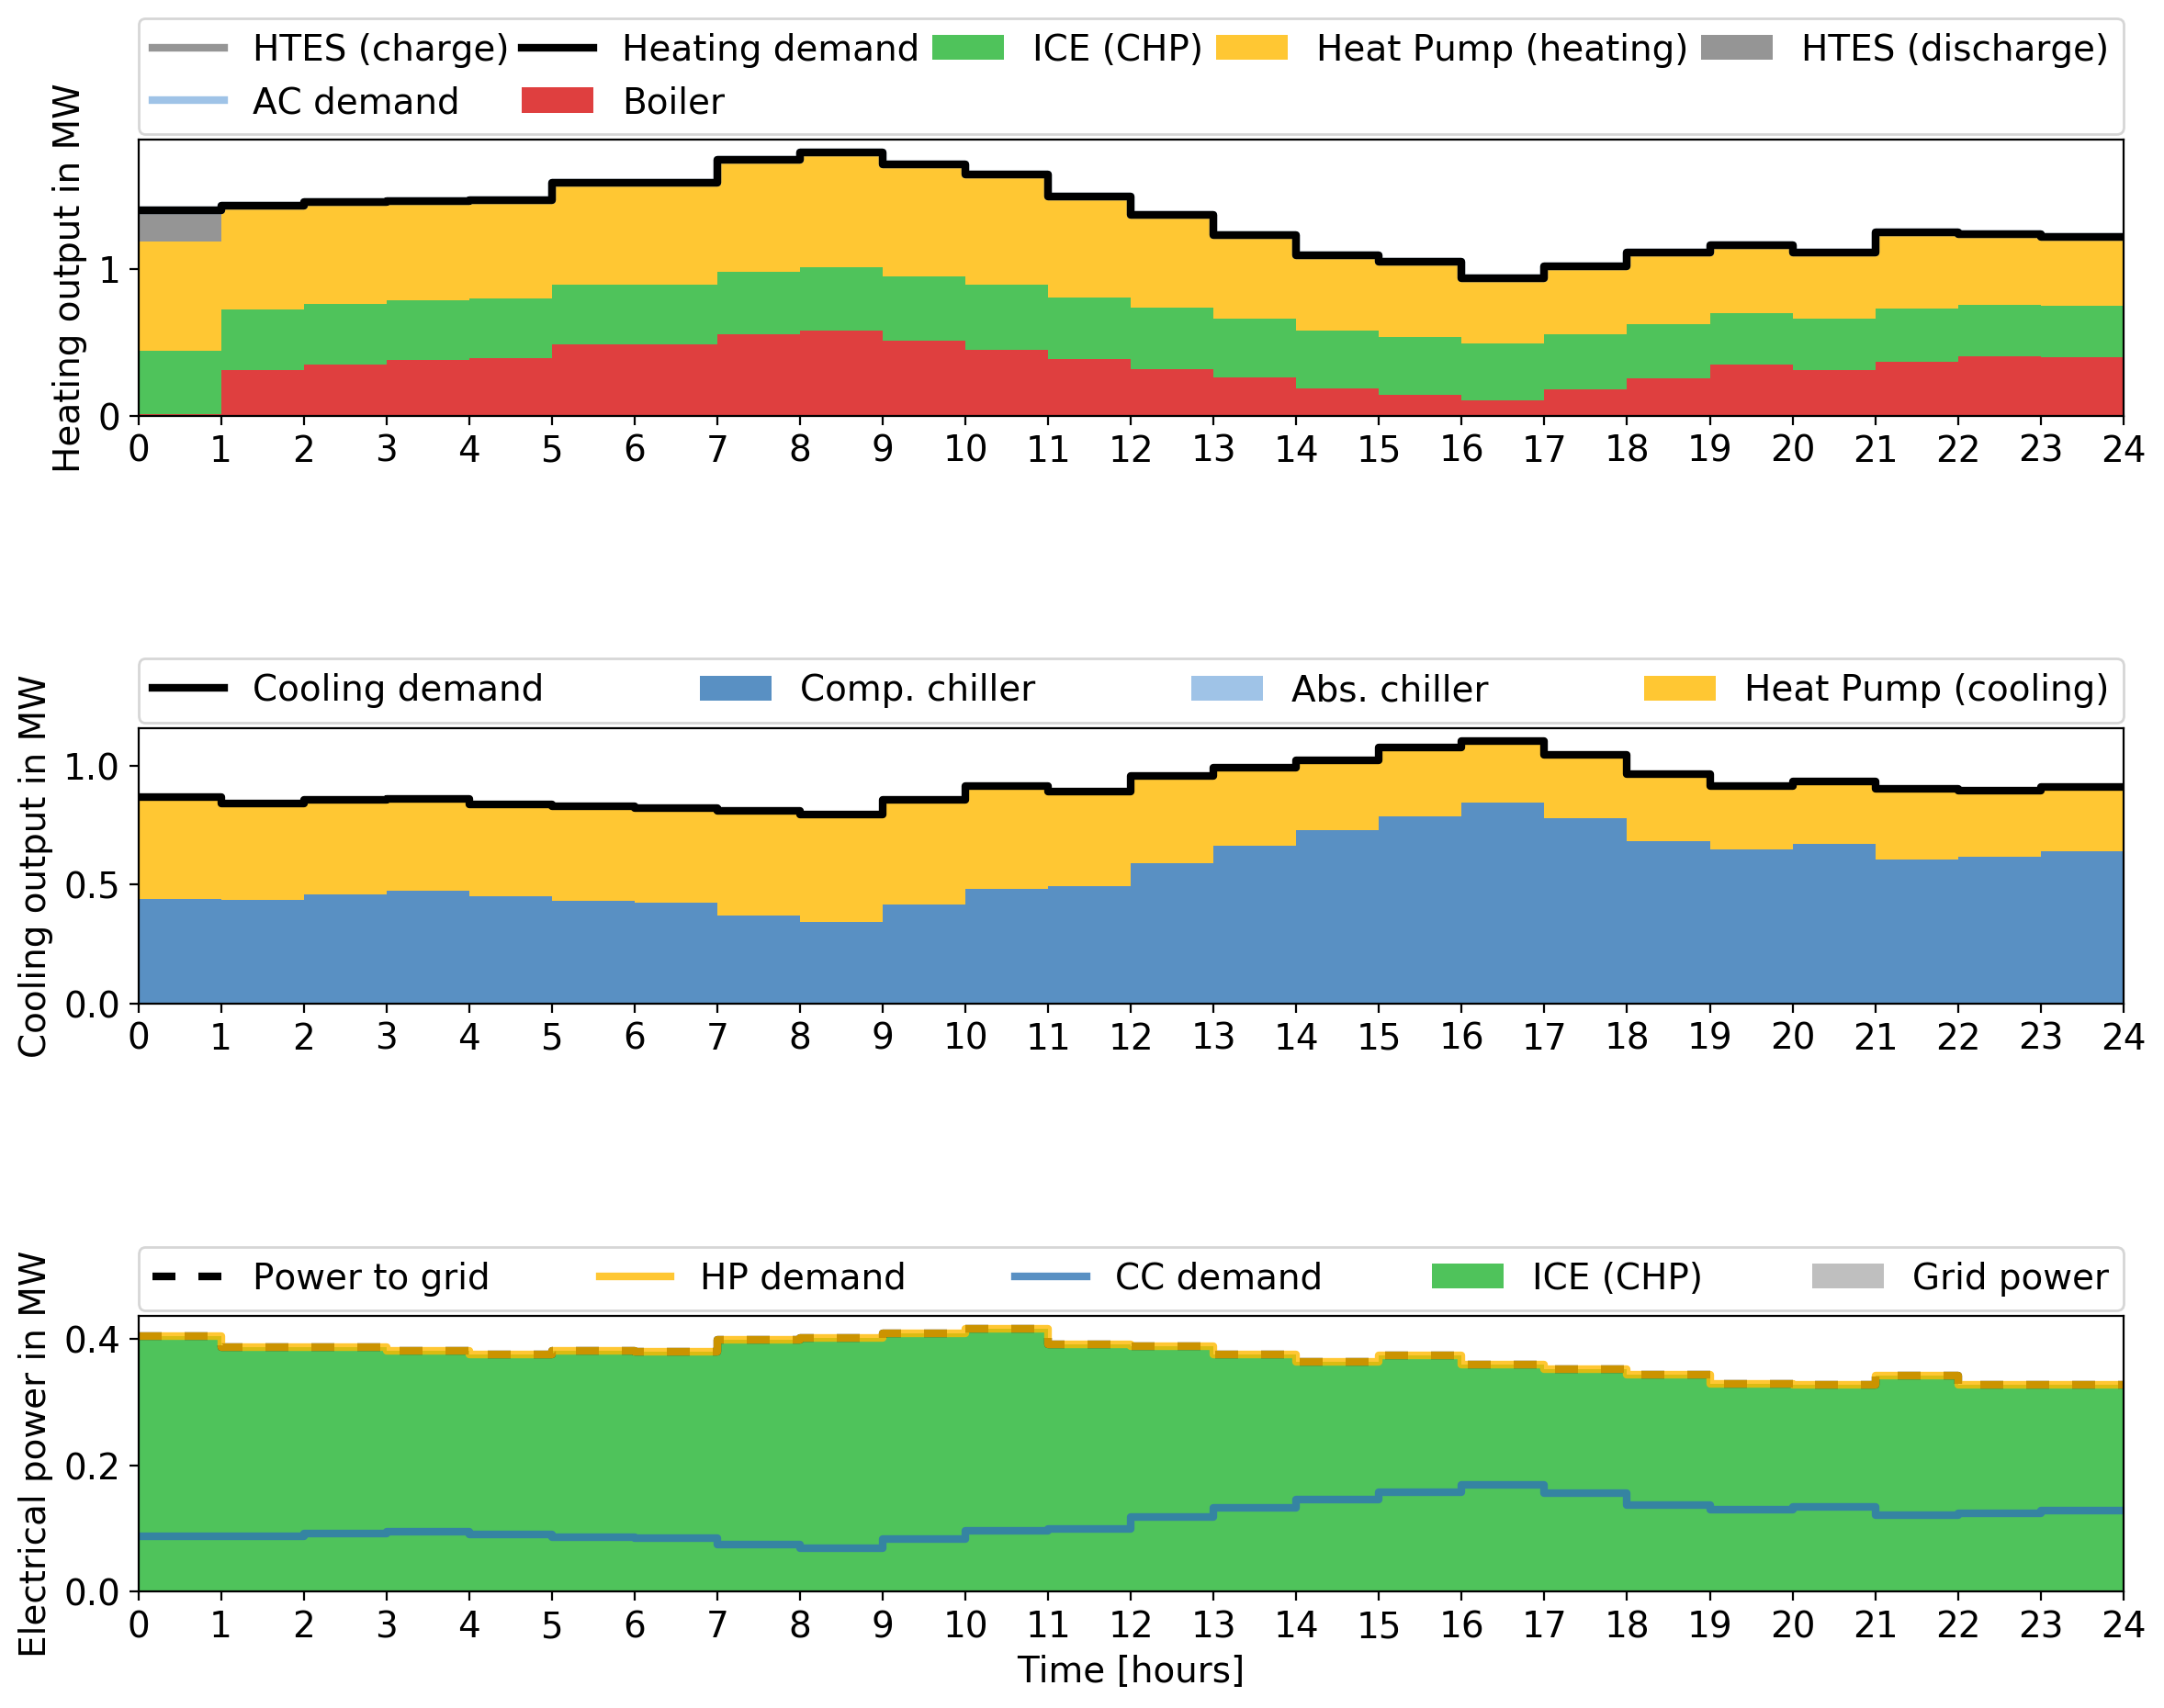 HTES (charge) Heating demand ICE (CHP) Heat Pump (heating) HTES (discharge)
AC demand Boiler
Heating output in MW
1
0
0 1 2 3 4 5 6 7 8 9 10 11 12 13 14 15 16 17 18 19 20 21 22 23 24
Cooling demand Comp. chiller Abs. chiller Heat Pump (cooling)
Cooling output in MW
1.0
0.5
0.0
0 1 2 3 4 5 6 7 8 9 10 11 12 13 14 15 16 17 18 19 20 21 22 23 24
Power to grid HP demand CC demand ICE (CHP) Grid power
Electrical power in MW
0.4
0.2
0.0
0 1 2 3 4 5 6 7 8 9 10 11 12 13 14 15 16 17 18 19 20 21 22 23 24
Time [hours]